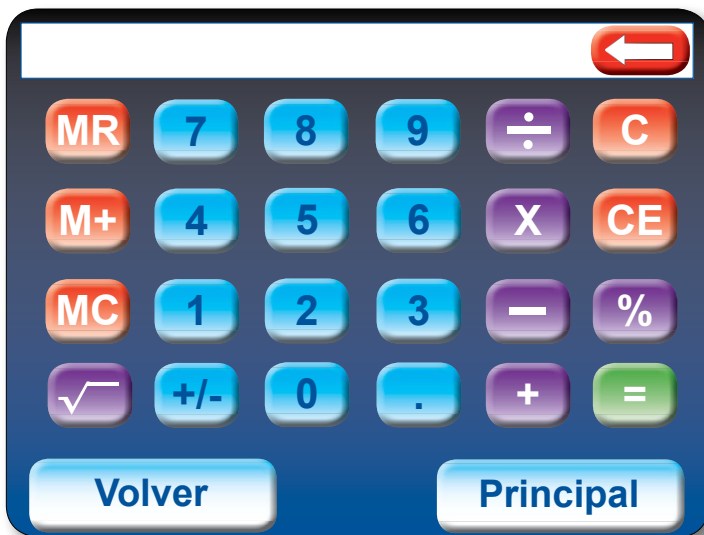 MR 7 8 9 ÷ C
M+ 4 5 6 X CE
MC 1 2 3 − %
√ +/- 0 . + =
Volver Principal